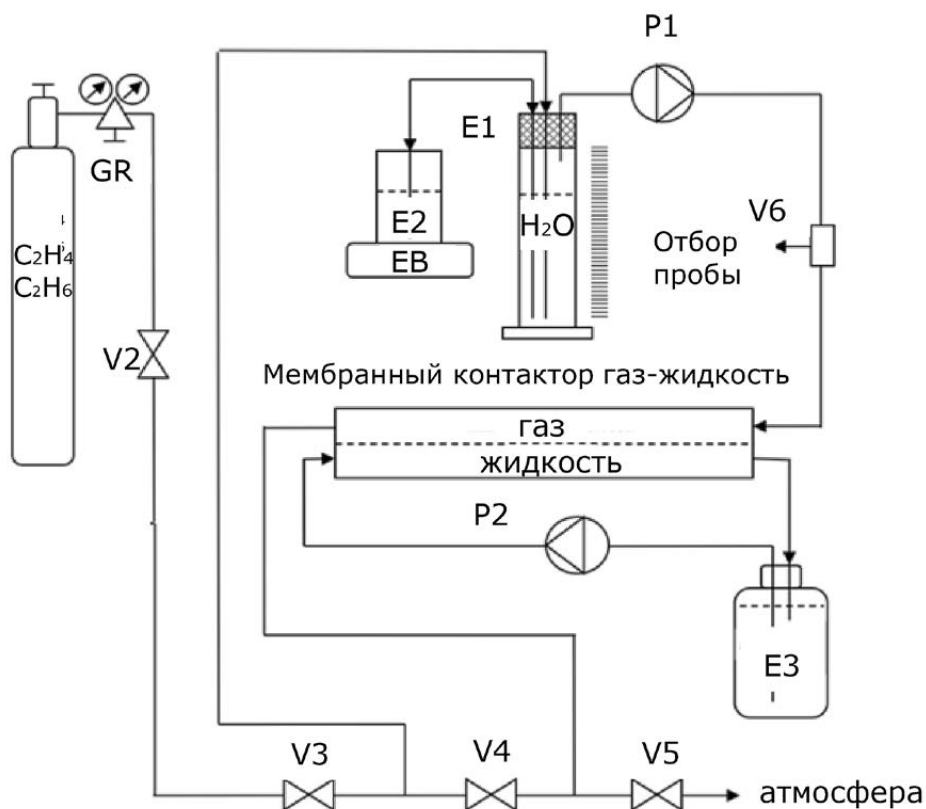 P1
E1
GR
E2
H₂O
V6
EB
Отбор
пробы
C₂H₄
C₂H₆
V2
Мембранный контактор газ-жидкость
газ
жидкость
P2
E3
V3
V4
V5
атмосфера